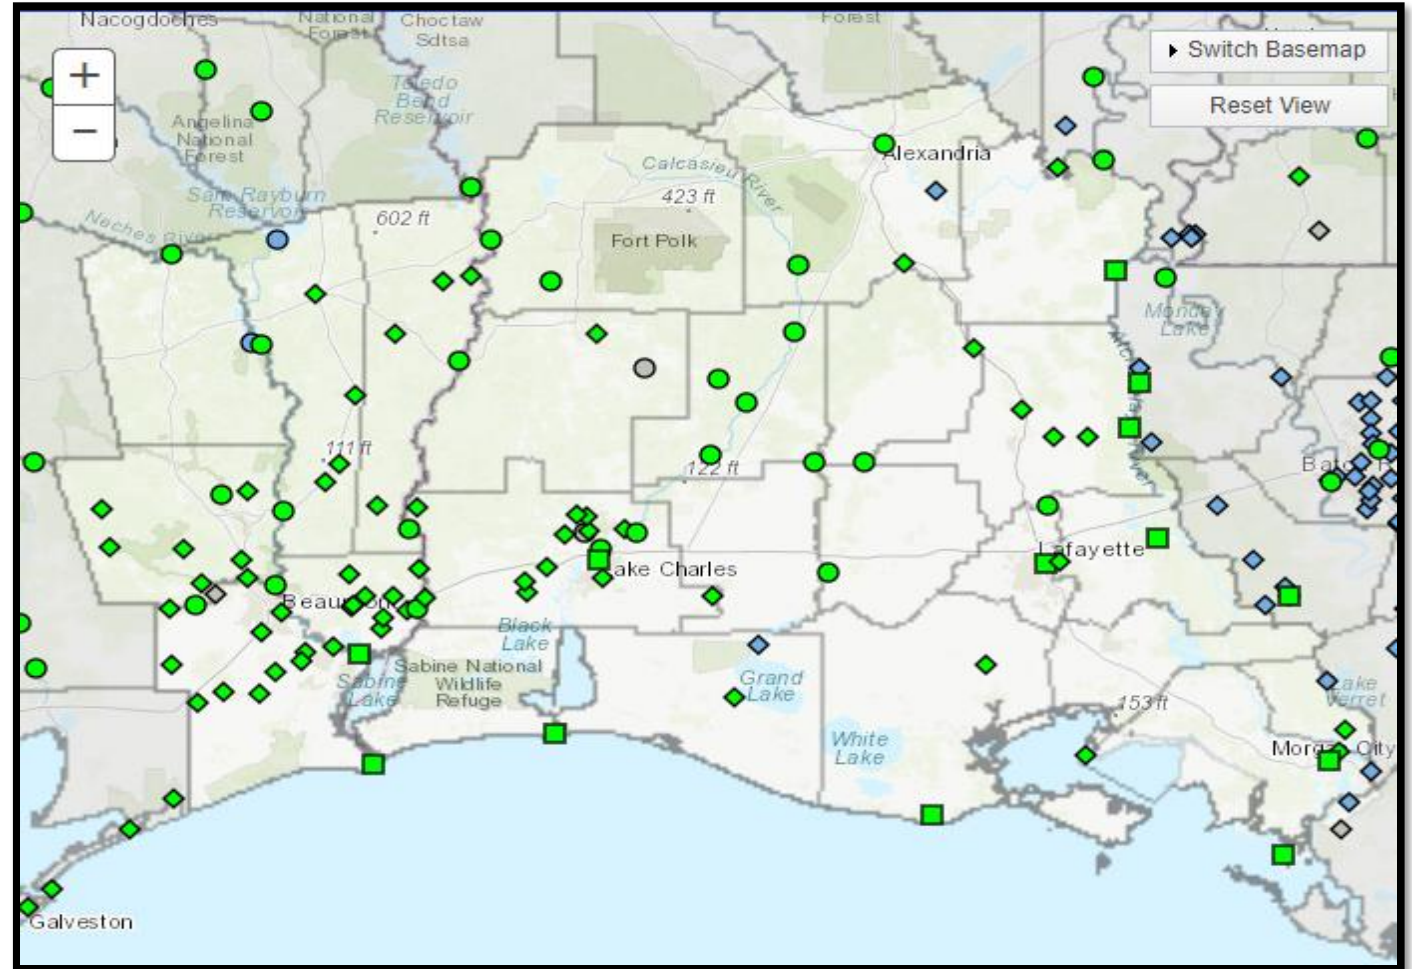 Nacogdoches
National
Forest
Choctaw
Sdtsa
Forest
Switch Basemap
Reset View
+
−
Toledo
Bend
Reservoir
Angelina
National
Forest
Alexandria
Calcasieu River
Sam Rayburn
Reservoir
423 ft
602 ft
Neches River
Fort Polk
Monday
Lake
111 ft
122 ft
Lafayette
Lake Charles
Beaumont
Black
Lake
Sabine National
Wildlife
Refuge
Sabine
Lake
Grand
Lake
Lake
Verret
153 ft
White
Lake
Morgan City
Galveston